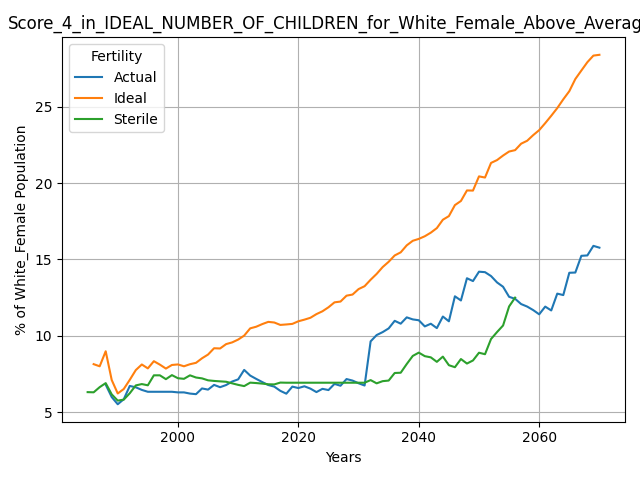 Score_4_in_IDEAL_NUMBER_OF_CHILDREN_for_White_Female_Above_Averag
Fertility
Actual
Ideal
Sterile
% of White_Female Population
25
20
15
10
5
2000 2020 2040 2060
Years